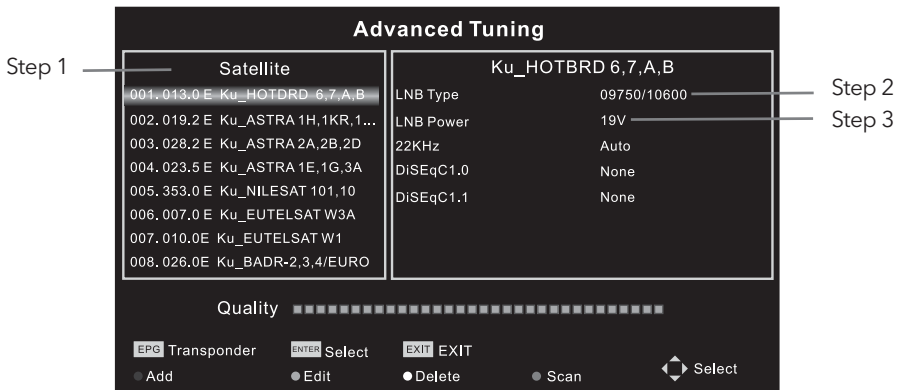 Advanced Tuning
Step 1
Satellite
001. 013.0 E Ku_HOTDRD 6,7,A,B
002. 019.2 E Ku_ASTRA 1H,1KR,1...
003. 028.2 E Ku_ASTRA 2A,2B,2D
004. 023.5 E Ku_ASTRA 1E,1G,3A
005. 353.0 E Ku_NILESAT 101,10
006. 007.0 E Ku_EUTELSAT W3A
007. 010.0E Ku_EUTELSAT W1
008. 026.0E Ku_BADR-2,3,4/EURO
Ku_HOTBRD 6,7,A,B
LNB Type 09750/10600
Step 2
LNB Power 19V
Step 3
22KHz Auto
DiSEqC1.0 None
DiSEqC1.1 None
Quality
EPG Transponder ENTER Select EXIT EXIT
Add Edit Delete Scan Select